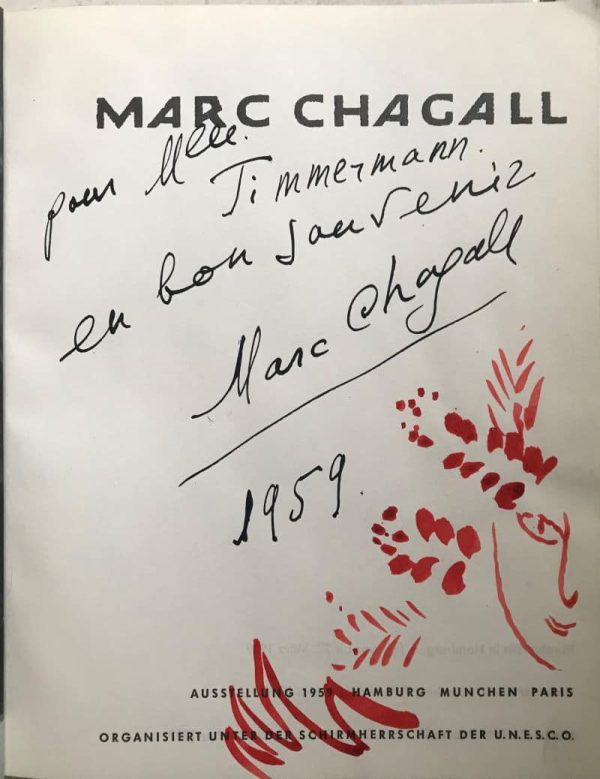 MARC CHAGALL
pour Mlle.
Timmermann.
en bon souvenir
Marc Chagall
1959.
AUSSTELLUNG 1959 HAMBURG MUNCHEN PARIS
ORGANISIERT UNTER DER SCHIRMHERRSCHAFT DER U.N.E.S.C.O.